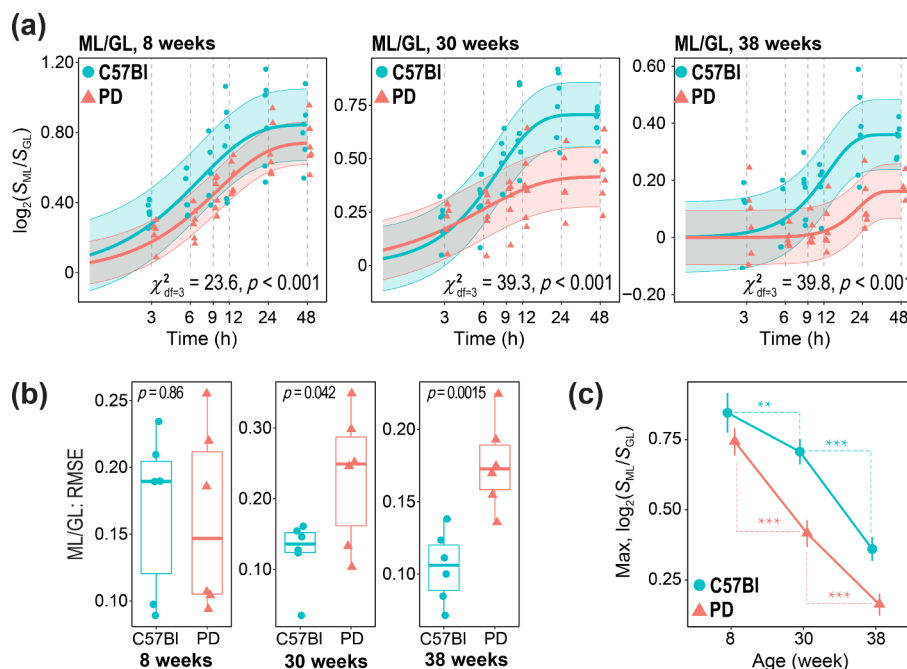 (a)
ML/GL, 8 weeks
ML/GL, 30 weeks
ML/GL, 38 weeks
1.20
0.80
0.40
0
log₂(S_ML/S_GL)
C57Bl
PD
χ²_df=3 = 23.6, p < 0.001
3 6 9 12 24 48
Time (h)
0.75
0.50
0.25
0
C57Bl
PD
χ²_df=3 = 39.3, p < 0.001
3 6 9 12 24 48
Time (h)
0.60
0.40
0.20
0
−0.20
C57Bl
PD
χ²_df=3 = 39.8, p < 0.001
3 6 9 12 24 48
Time (h)
(b)
ML/GL: RMSE
0.25
0.20
0.15
0.10
p = 0.86
C57Bl PD
8 weeks
0.30
0.20
0.10
p = 0.042
C57Bl PD
30 weeks
0.20
0.15
0.10
p = 0.0015
C57Bl PD
38 weeks
(c)
Max, log₂(S_ML/S_GL)
0.75
0.50
0.25
**
***
***
***
C57Bl
PD
8 30 38
Age (week)